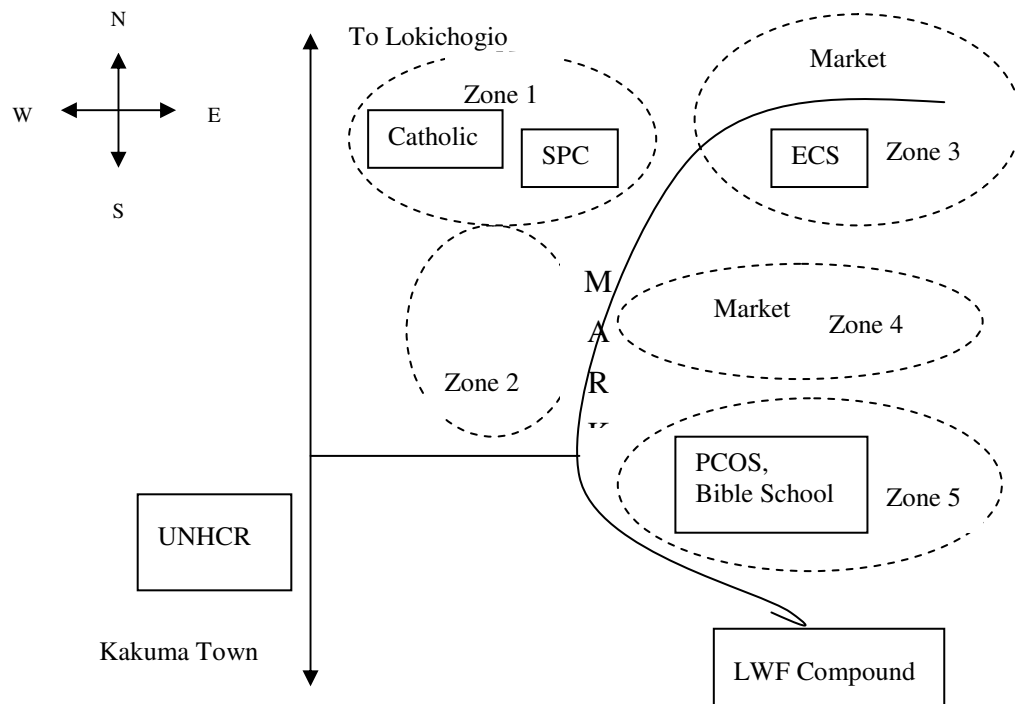 N
To Lokichogio
Market
Zone 1
W
E
Catholic
SPC
ECS
Zone 3
S
M
Market
Zone 4
A
R
Zone 2
K
PCOS,
Bible School
Zone 5
UNHCR
Kakuma Town
LWF Compound